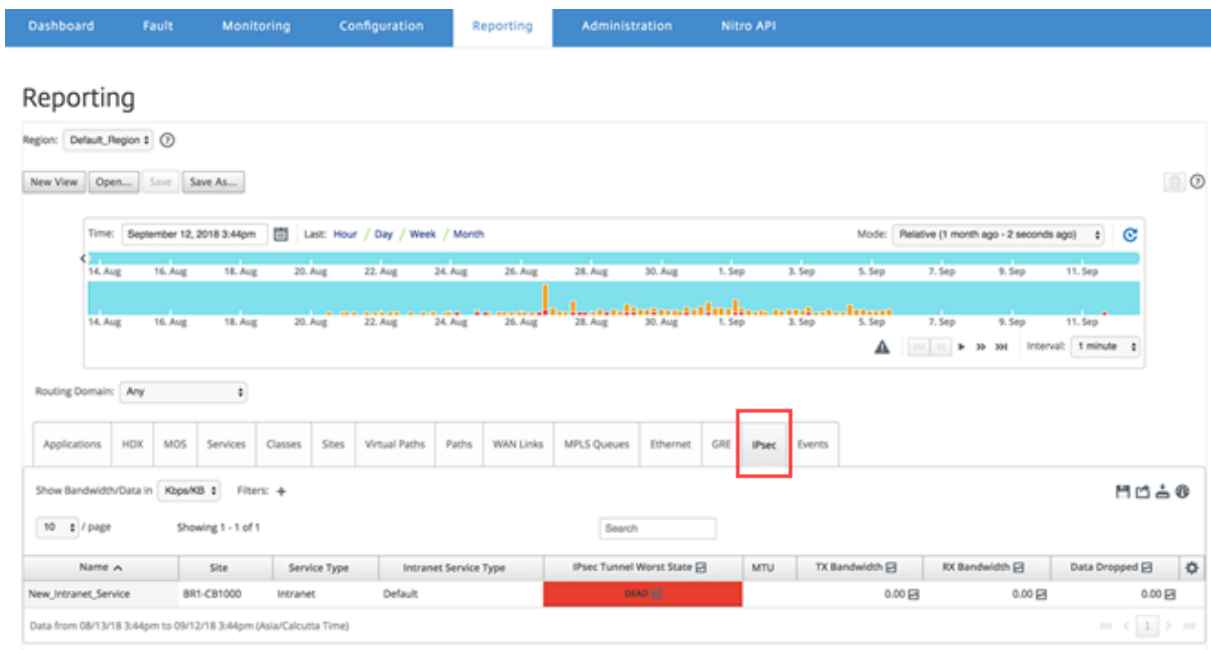 Dashboard Fault Monitoring Configuration Reporting Administration Nitro API
Reporting
Region: Default_Region
New View Open... Save Save As...
Time: September 12, 2018 3:44pm Last: Hour / Day / Week / Month Mode: Relative (1 month ago - 2 seconds ago)
14. Aug 16. Aug 18. Aug 20. Aug 22. Aug 24. Aug 26. Aug 28. Aug 30. Aug 1. Sep 3. Sep 5. Sep 7. Sep 9. Sep 11. Sep
14. Aug 16. Aug 18. Aug 20. Aug 22. Aug 24. Aug 26. Aug 28. Aug 30. Aug 1. Sep 3. Sep 5. Sep 7. Sep 9. Sep 11. Sep
Interval: 1 minute
Routing Domain: Any
Applications HDX MOS Services Classes Sites Virtual Paths Paths WAN Links MPLS Queues Ethernet GRE IPsec Events
Show Bandwidth/Data in Kbps/KB Filters: +
10 / page Showing 1 - 1 of 1 Search
Name Site Service Type Intranet Service Type IPsec Tunnel Worst State MTU TX Bandwidth RX Bandwidth Data Dropped
New_Intranet_Service BR1-CB1000 Intranet Default DEAD 0.00 0.00 0.00
Data from 08/13/18 3:44pm to 09/12/18 3:44pm (Asia/Calcutta Time) 1